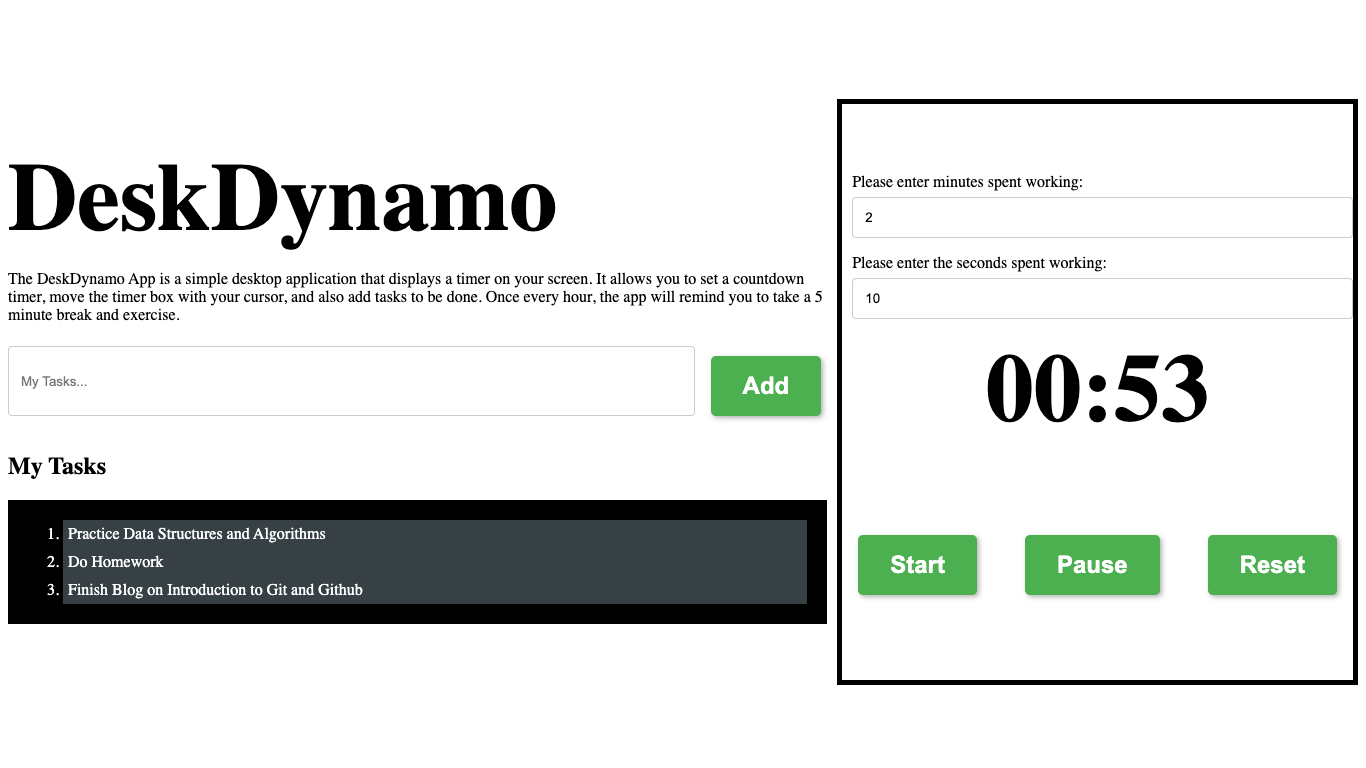 DeskDynamo
The DeskDynamo App is a simple desktop application that displays a timer on your screen. It allows you to set a countdown
timer, move the timer box with your cursor, and also add tasks to be done. Once every hour, the app will remind you to take a 5
minute break and exercise.
My Tasks...
Add
My Tasks
1. Practice Data Structures and Algorithms
2. Do Homework
3. Finish Blog on Introduction to Git and Github
Please enter minutes spent working:
2
Please enter the seconds spent working:
10
00:53
Start
Pause
Reset